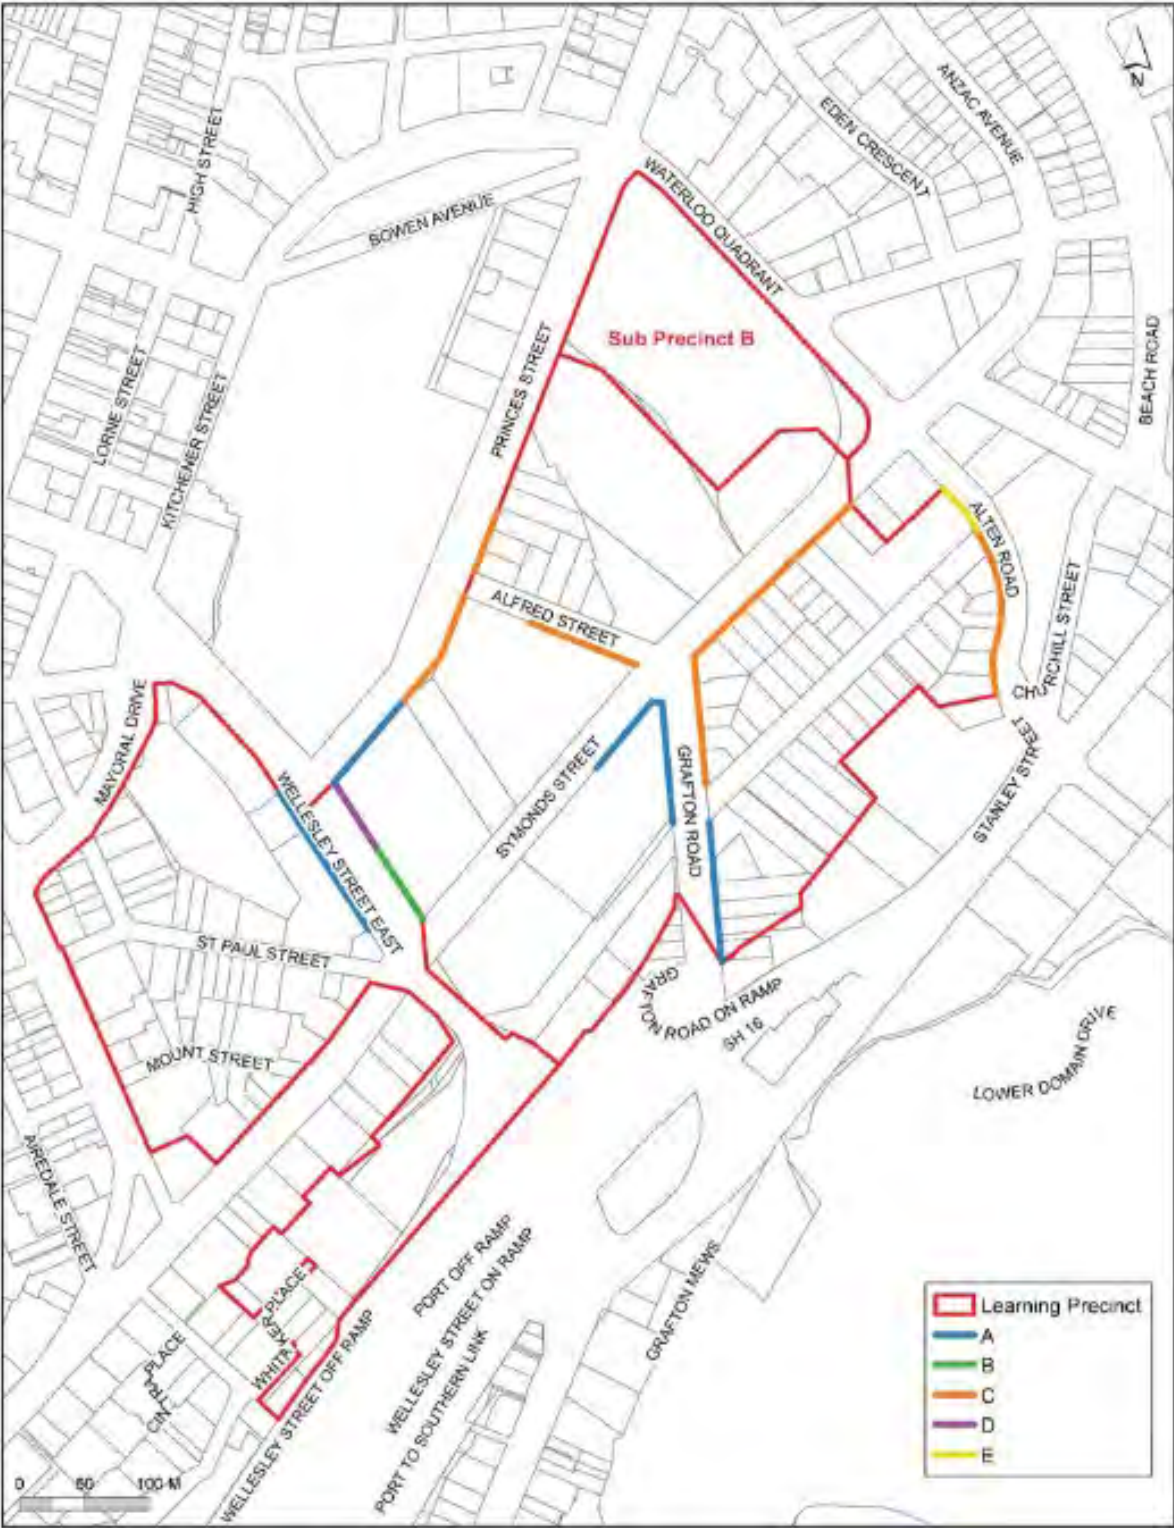 N
ANZAC AVENUE
EDEN CRESCENT
HIGH STREET
WATERLOO QUADRANT
BOWEN AVENUE
Sub Precinct B
PRINCES STREET
BEACH ROAD
LORNE STREET
KITCHENER STREET
ALTEN ROAD
ALFRED STREET
CHURCHILL STREET
MAYORAL DRIVE
STANLEY STREET
WELLESLEY STREET EAST
SYMONDS STREET
GRAFTON ROAD
ST PAUL STREET
GRAFTON ROAD ON RAMP
SH 16
MOUNT STREET
LOWER DOMAIN DRIVE
AIREDALE STREET
PORT OFF RAMP
WELLESLEY STREET ON RAMP
GRAFTON MEWS
WHITAKER PLACE
CINTRA PLACE
WELLESLEY STREET OFF RAMP
PORT TO SOUTHERN LINK
Learning Precinct
A
B
C
D
E
0 50 100 M